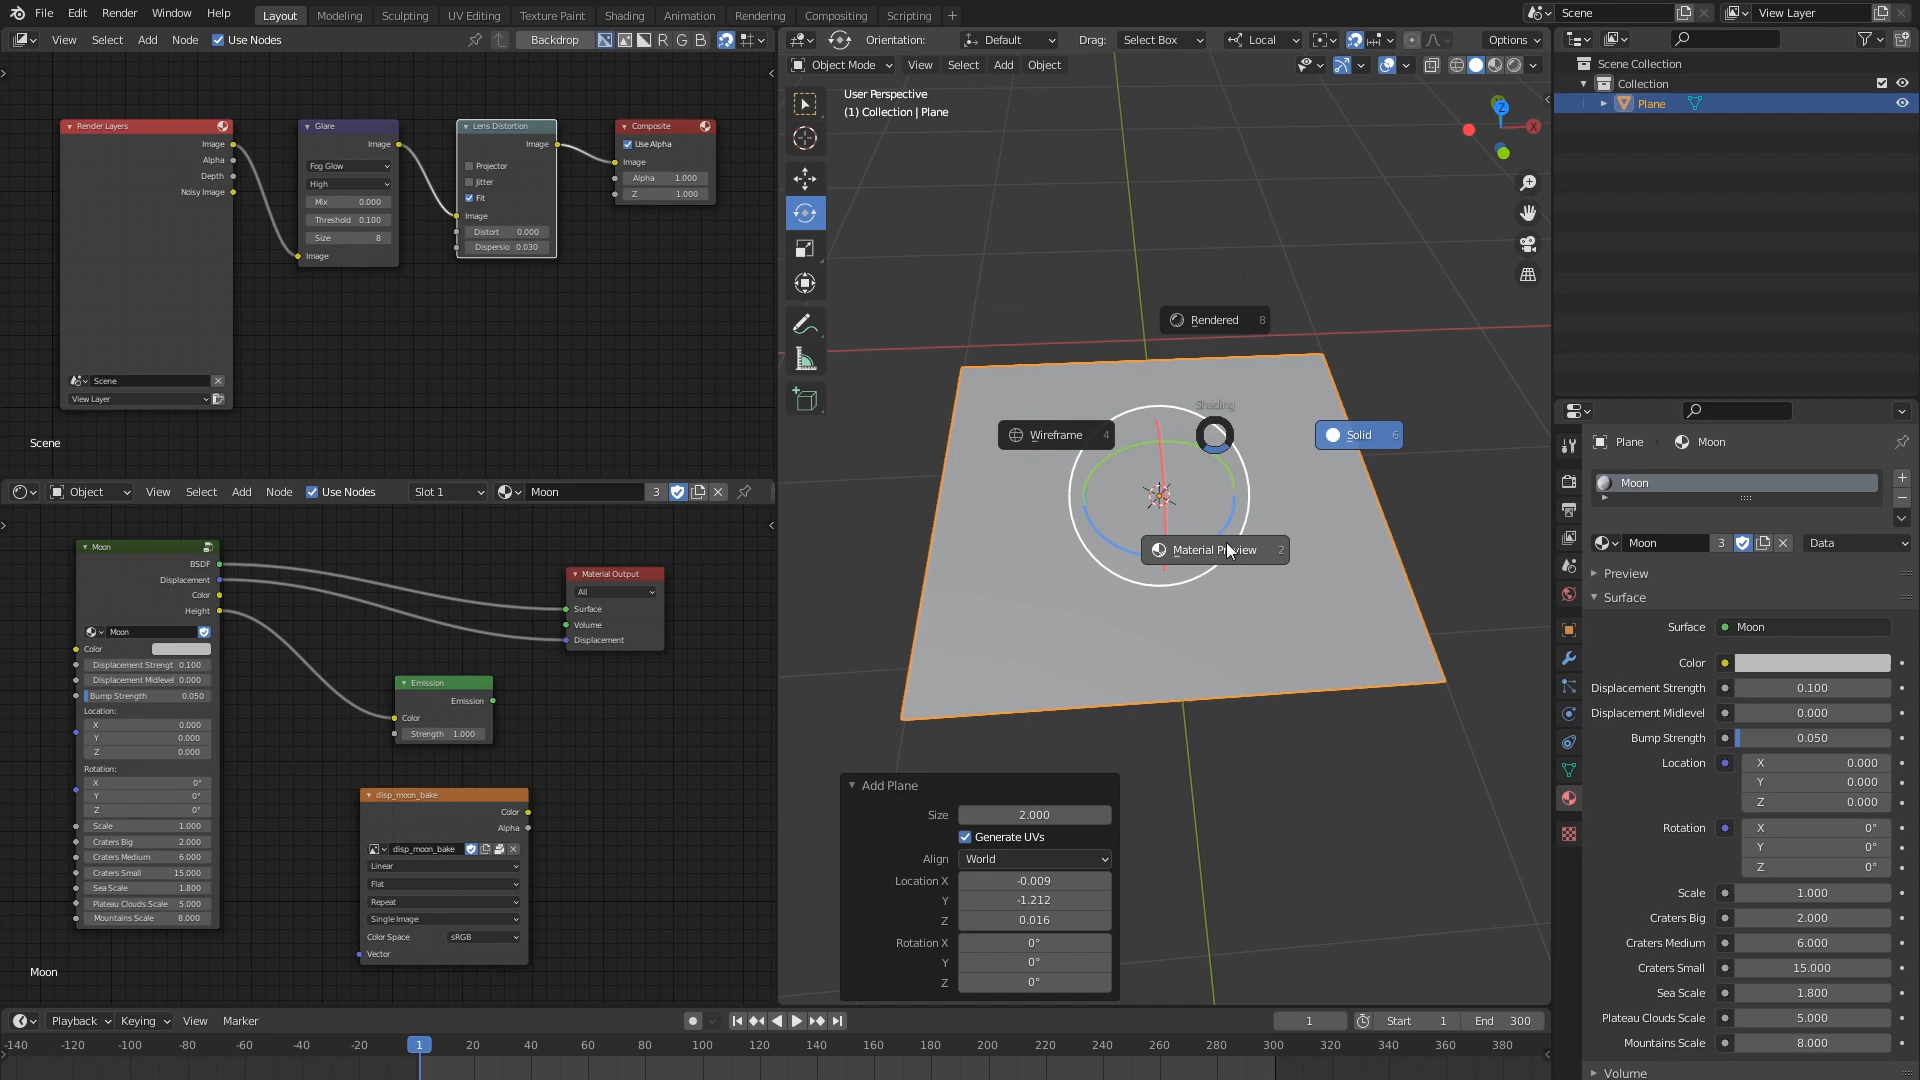 File Edit Render Window Help Layout Modeling Sculpting UV Editing Texture Paint Shading Animation Rendering Compositing Scripting Scene View Layer
View Select Add Node Use Nodes Backdrop R G B
Orientation: Default Drag: Select Box Local Options
Object Mode View Select Add Object
User Perspective
(1) Collection | Plane
Scene Collection
Collection
Plane
Render Layers
Image
Alpha
Depth
Noisy Image
Scene
View Layer
Glare
Image
Fog Glow
High
Mix 0.000
Threshold 0.100
Size 8
Image
Lens Distortion
Image
Projector
Jitter
Fit
Image
Distort 0.000
Dispersio 0.030
Composite
Use Alpha
Image
Alpha 1.000
Z 1.000
Scene
Z
X
Rendered 8
Shading
Wireframe 4
Solid 6
Material Preview 2
Object View Select Add Node Use Nodes Slot 1 Moon 3
Moon
BSDF
Displacement
Color
Height
Moon
Color
Displacement Strengt 0.100
Displacement Midlevel 0.000
Bump Strength 0.050
Location:
X 0.000
Y 0.000
Z 0.000
Rotation:
X 0°
Y 0°
Z 0°
Scale 1.000
Craters Big 2.000
Craters Medium 6.000
Craters Small 15.000
Sea Scale 1.800
Plateau Clouds Scale 5.000
Mountains Scale 8.000
Material Output
All
Surface
Volume
Displacement
Emission
Emission
Color
Strength 1.000
disp_moon_bake
Color
Alpha
disp_moon_bake
Linear
Flat
Repeat
Single Image
Color Space sRGB
Vector
Moon
Add Plane
Size 2.000
Generate UVs
Align World
Location X -0.009
Y -1.212
Z 0.016
Rotation X 0°
Y 0°
Z 0°
Plane Moon
Moon
Moon 3 Data
Preview
Surface
Surface Moon
Color
Displacement Strength 0.100
Displacement Midlevel 0.000
Bump Strength 0.050
Location X 0.000
Y 0.000
Z 0.000
Rotation X 0°
Y 0°
Z 0°
Scale 1.000
Craters Big 2.000
Craters Medium 6.000
Craters Small 15.000
Sea Scale 1.800
Plateau Clouds Scale 5.000
Mountains Scale 8.000
Volume
Playback Keying View Marker 1 Start 1 End 300
-140 -120 -100 -80 -60 -40 -20 1 20 40 60 80 100 120 140 160 180 200 220 240 260 280 300 320 340 360 380